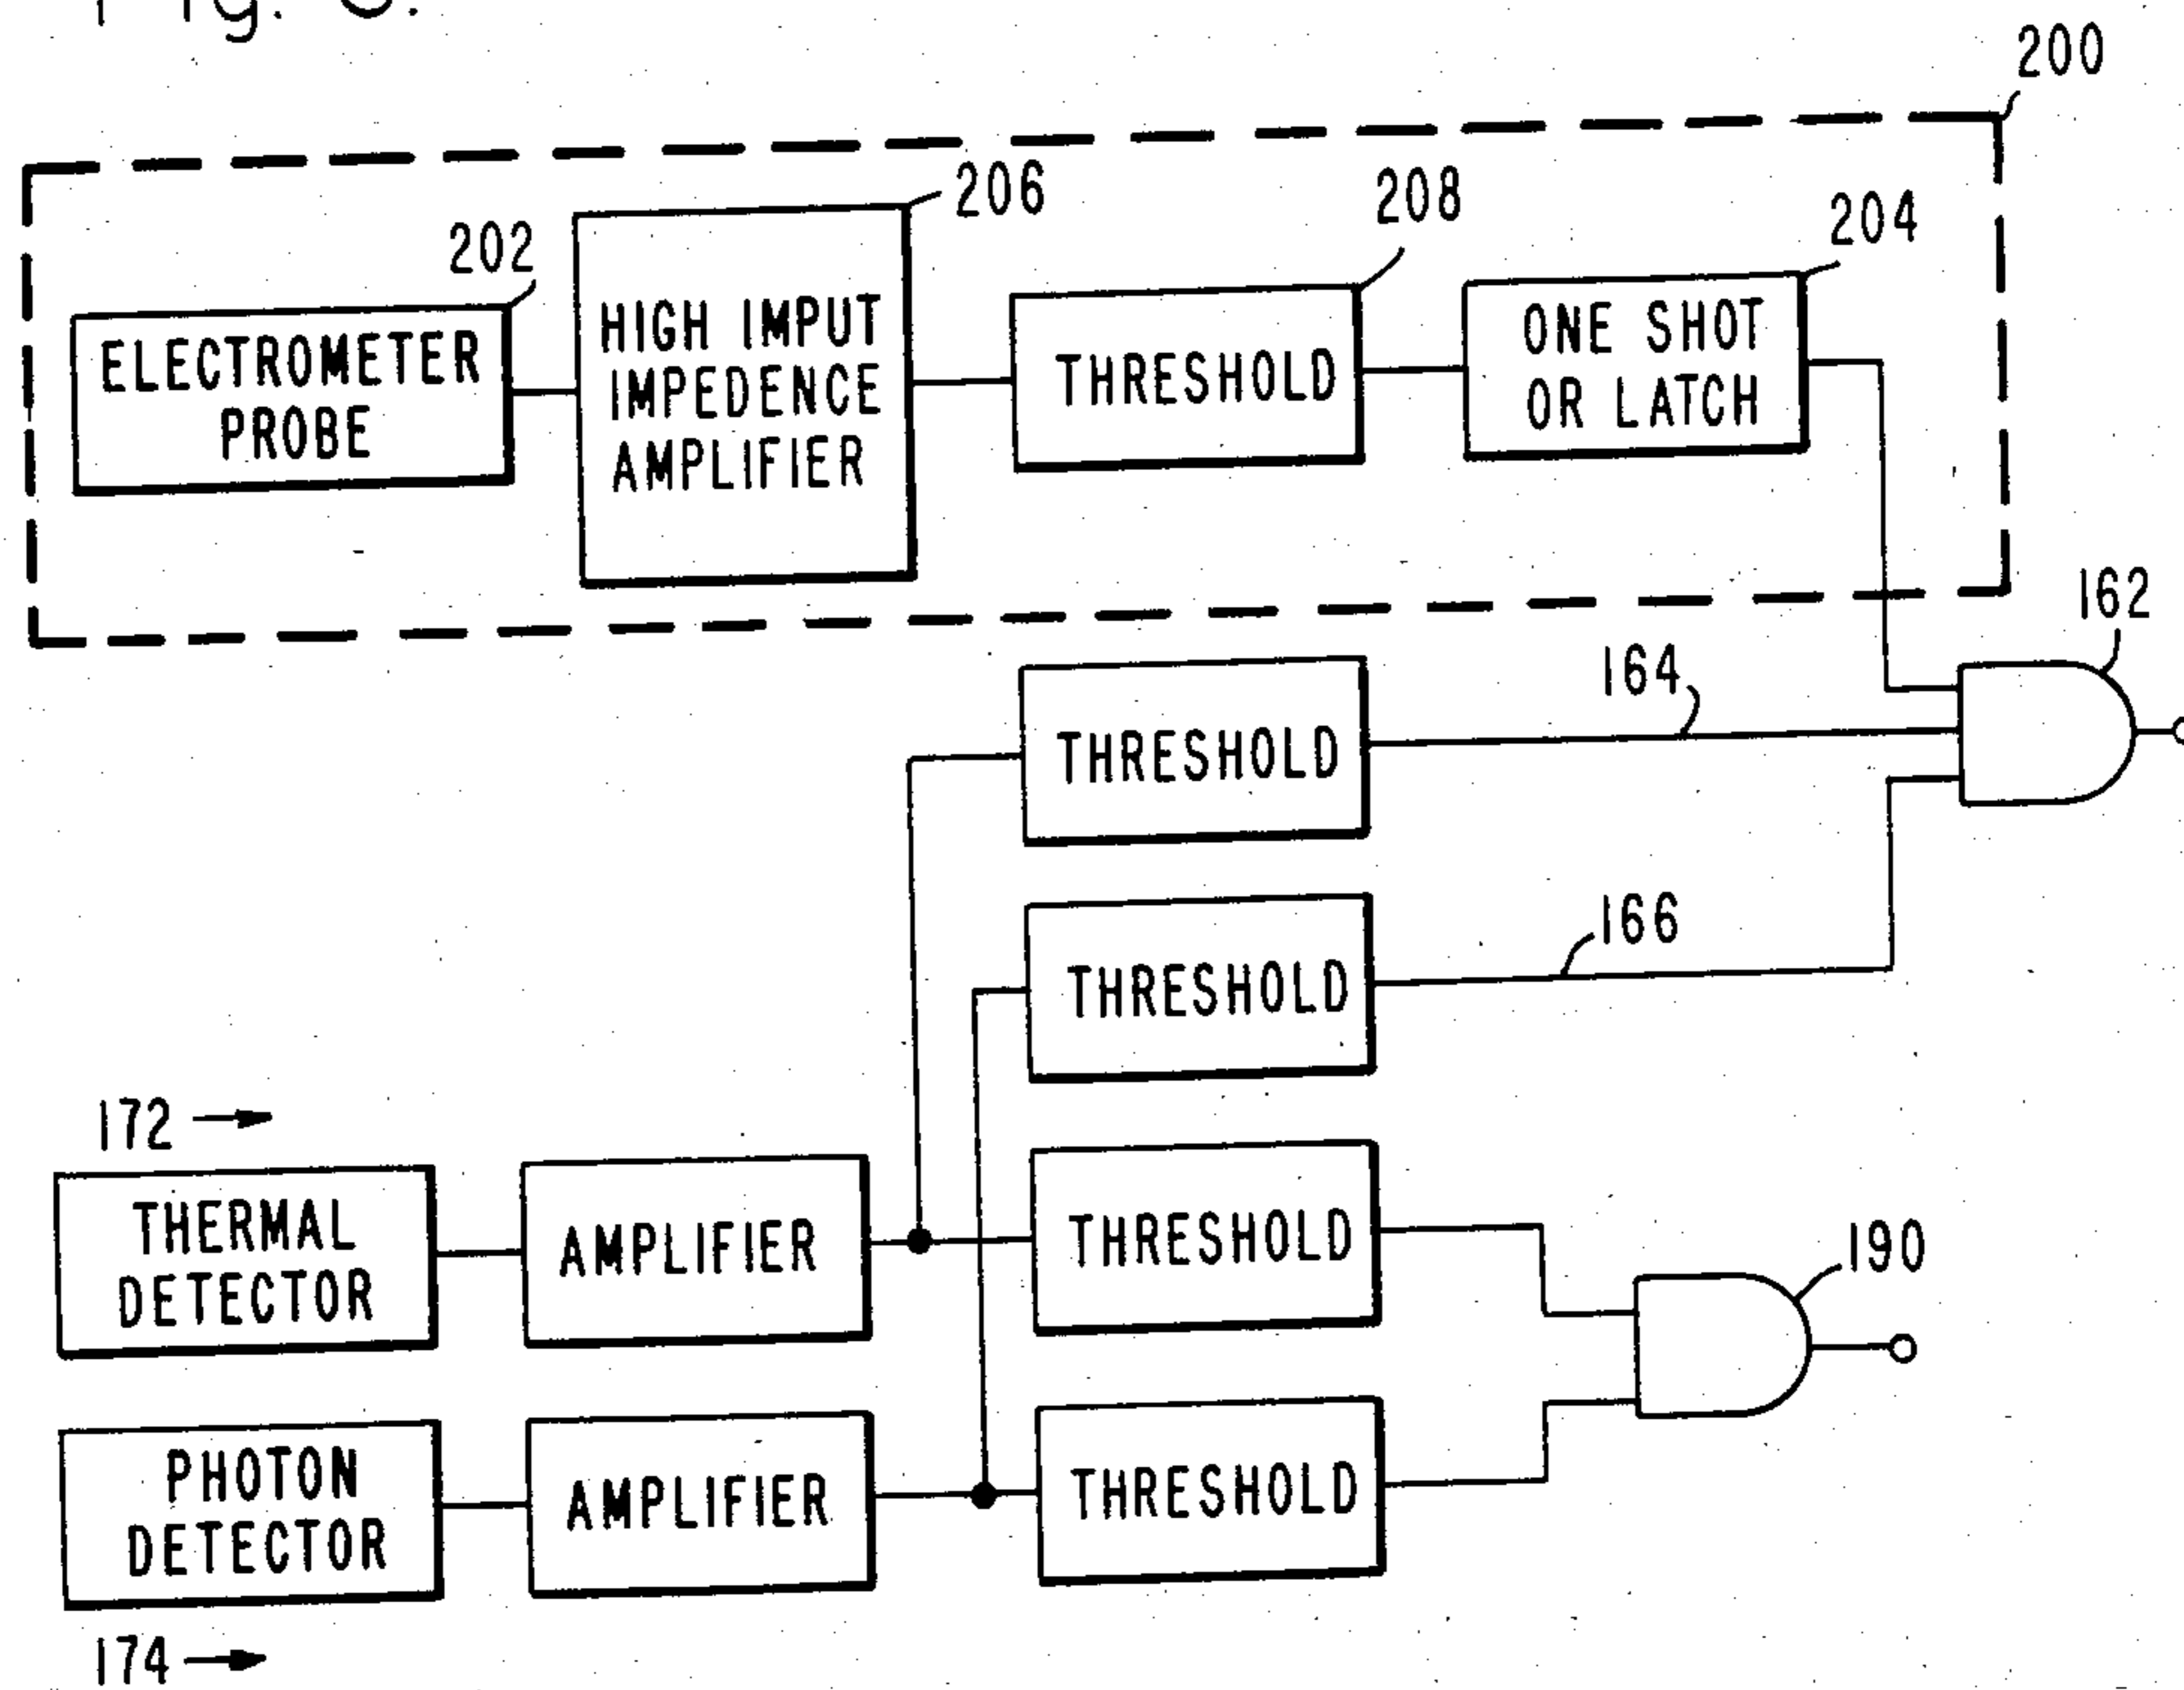 200
206
208
204
202
ELECTROMETER
PROBE
HIGH IMPUT
IMPEDENCE
AMPLIFIER
THRESHOLD
ONE SHOT
OR LATCH
162
164
THRESHOLD
166
THRESHOLD
172
THERMAL
DETECTOR
AMPLIFIER
THRESHOLD
190
PHOTON
DETECTOR
AMPLIFIER
THRESHOLD
174